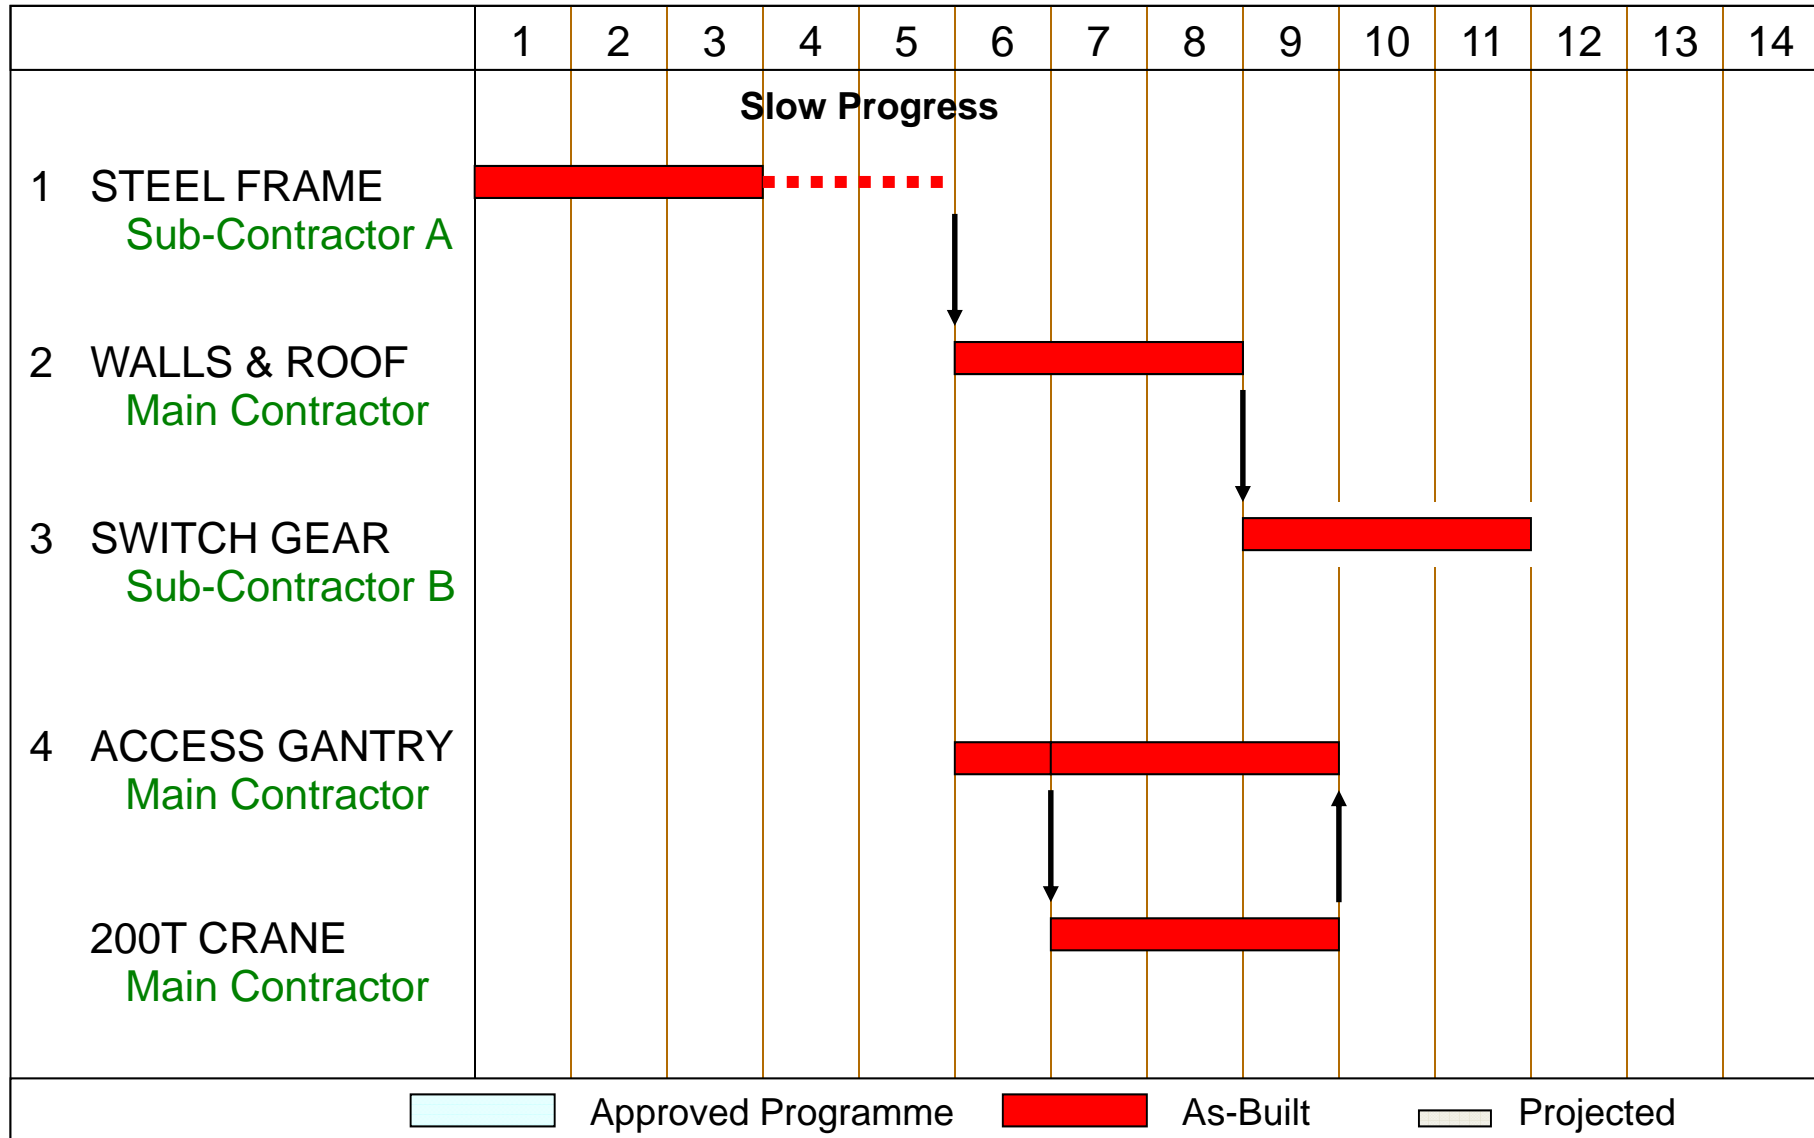 1 2 3 4 5 6 7 8 9 10 11 12 13 14
Slow Progress
1 STEEL FRAME
Sub-Contractor A
2 WALLS & ROOF
Main Contractor
3 SWITCH GEAR
Sub-Contractor B
4 ACCESS GANTRY
Main Contractor
200T CRANE
Main Contractor
Approved Programme As-Built Projected